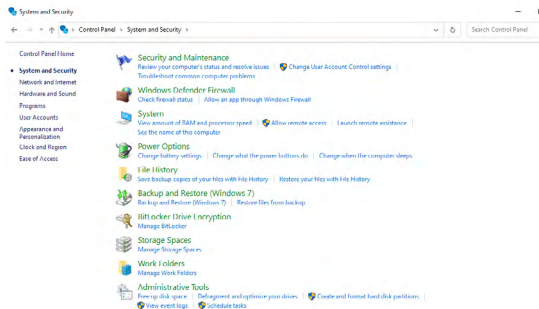 System and Security
Control Panel > System and Security >
Search Control Panel
Control Panel Home
System and Security
Network and Internet
Hardware and Sound
Programs
User Accounts
Appearance and
Personalization
Clock and Region
Ease of Access
Security and Maintenance
Review your computer's status and resolve issues | Change User Account Control settings |
Troubleshoot common computer problems
Windows Defender Firewall
Check firewall status | Allow an app through Windows Firewall
System
View amount of RAM and processor speed | Allow remote access | Launch remote assistance |
See the name of this computer
Power Options
Change battery settings | Change what the power buttons do | Change when the computer sleeps
File History
Save backup copies of your files with File History | Restore your files with File History
Backup and Restore (Windows 7)
Backup and Restore (Windows 7) | Restore files from backup
BitLocker Drive Encryption
Manage BitLocker
Storage Spaces
Manage Storage Spaces
Work Folders
Manage Work Folders
Administrative Tools
Free up disk space | Defragment and optimize your drives | Create and format hard disk partitions |
View event logs | Schedule tasks